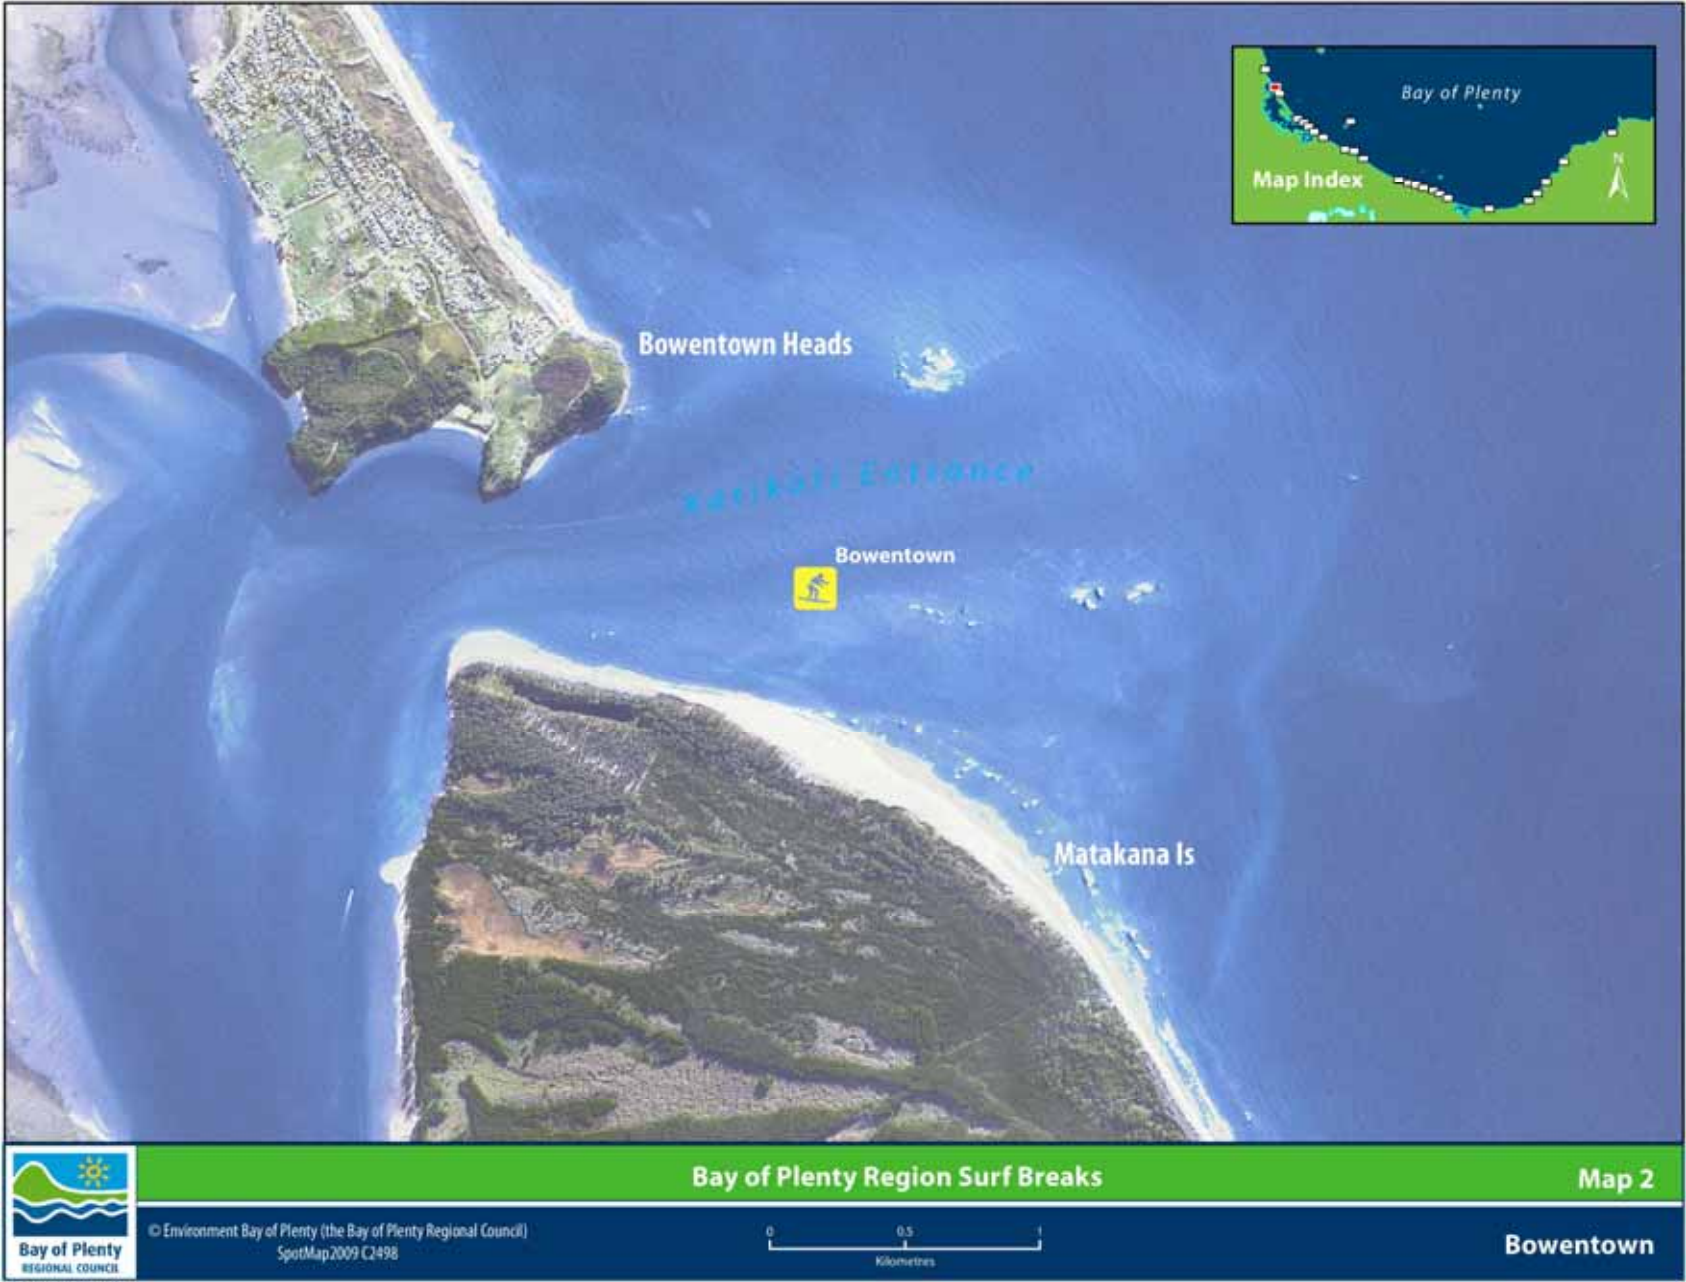 Bay of Plenty
Map Index
N
Bowentown Heads
Katikati Entrance
Bowentown
Matakana Is
Bay of Plenty Region Surf Breaks
Map 2
© Environment Bay of Plenty (the Bay of Plenty Regional Council)
SpotMap2009 C2498
0 0.5 1
Kilometres
Bowentown
Bay of Plenty
REGIONAL COUNCIL